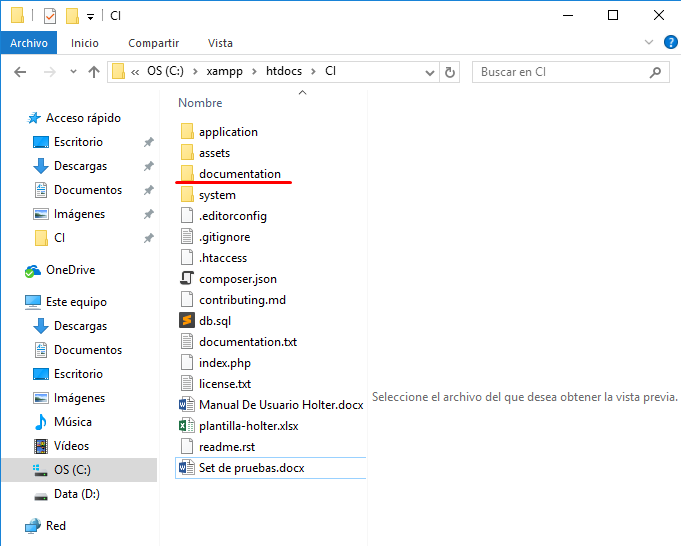 CI
Archivo Inicio Compartir Vista
« OS (C:) > xampp > htdocs > CI
Buscar en CI
Acceso rápido
Escritorio
Descargas
Documentos
Imágenes
CI
OneDrive
Este equipo
Descargas
Documentos
Escritorio
Imágenes
Música
Vídeos
OS (C:)
Data (D:)
Red
Nombre
application
assets
documentation
system
.editorconfig
.gitignore
.htaccess
composer.json
contributing.md
db.sql
documentation.txt
index.php
license.txt
Manual De Usuario Holter.docx
plantilla-holter.xlsx
readme.rst
Set de pruebas.docx
Seleccione el archivo del que desea obtener la vista previa.